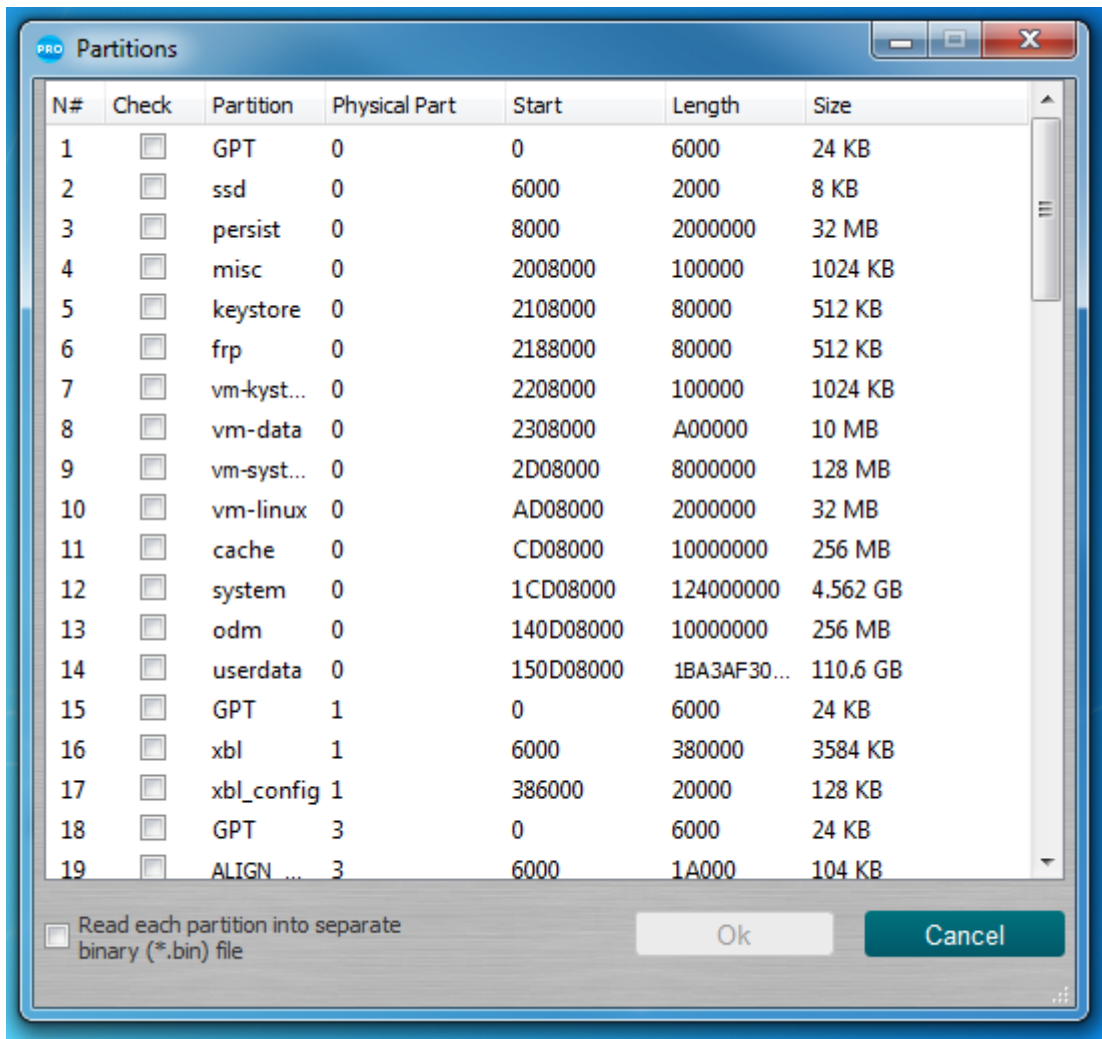 PRO Partitions
N# Check Partition Physical Part Start Length Size
1 GPT 0 0 6000 24 KB
2 ssd 0 6000 2000 8 KB
3 persist 0 8000 2000000 32 MB
4 misc 0 2008000 100000 1024 KB
5 keystore 0 2108000 80000 512 KB
6 frp 0 2188000 80000 512 KB
7 vm-kyst... 0 2208000 100000 1024 KB
8 vm-data 0 2308000 A00000 10 MB
9 vm-syst... 0 2D08000 8000000 128 MB
10 vm-linux 0 AD08000 2000000 32 MB
11 cache 0 CD08000 10000000 256 MB
12 system 0 1CD08000 124000000 4.562 GB
13 odm 0 140D08000 10000000 256 MB
14 userdata 0 150D08000 1BA3AF30... 110.6 GB
15 GPT 1 0 6000 24 KB
16 xbl 1 6000 380000 3584 KB
17 xbl_config 1 386000 20000 128 KB
18 GPT 3 0 6000 24 KB
19 ALIGN_... 3 6000 1A000 104 KB
Read each partition into separate
binary (*.bin) file
Ok Cancel